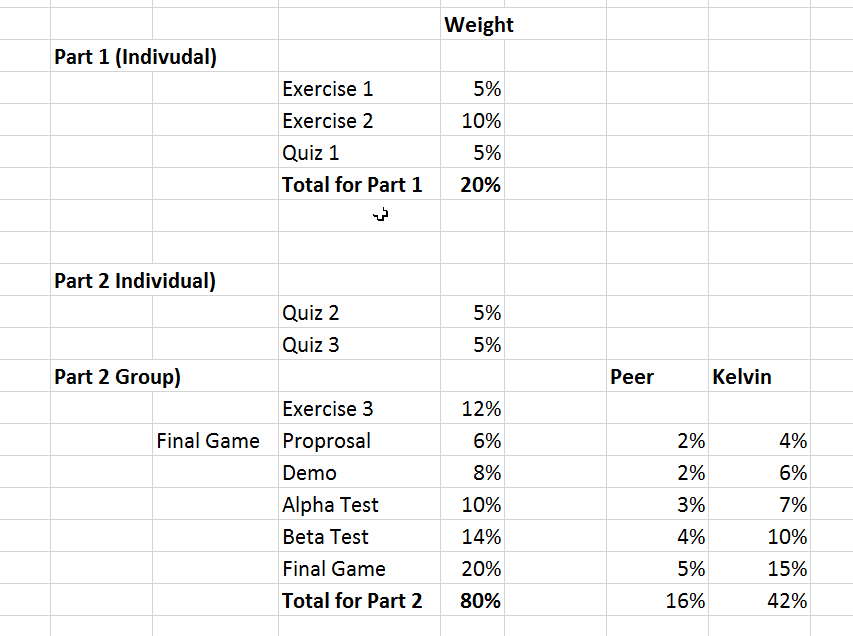 Weight
Part 1 (Indivudal)
Exercise 1 5%
Exercise 2 10%
Quiz 1 5%
Total for Part 1 20%
Part 2 Individual)
Quiz 2 5%
Quiz 3 5%
Part 2 Group) Peer Kelvin
Exercise 3 12%
Final Game Proprosal 6% 2% 4%
Demo 8% 2% 6%
Alpha Test 10% 3% 7%
Beta Test 14% 4% 10%
Final Game 20% 5% 15%
Total for Part 2 80% 16% 42%